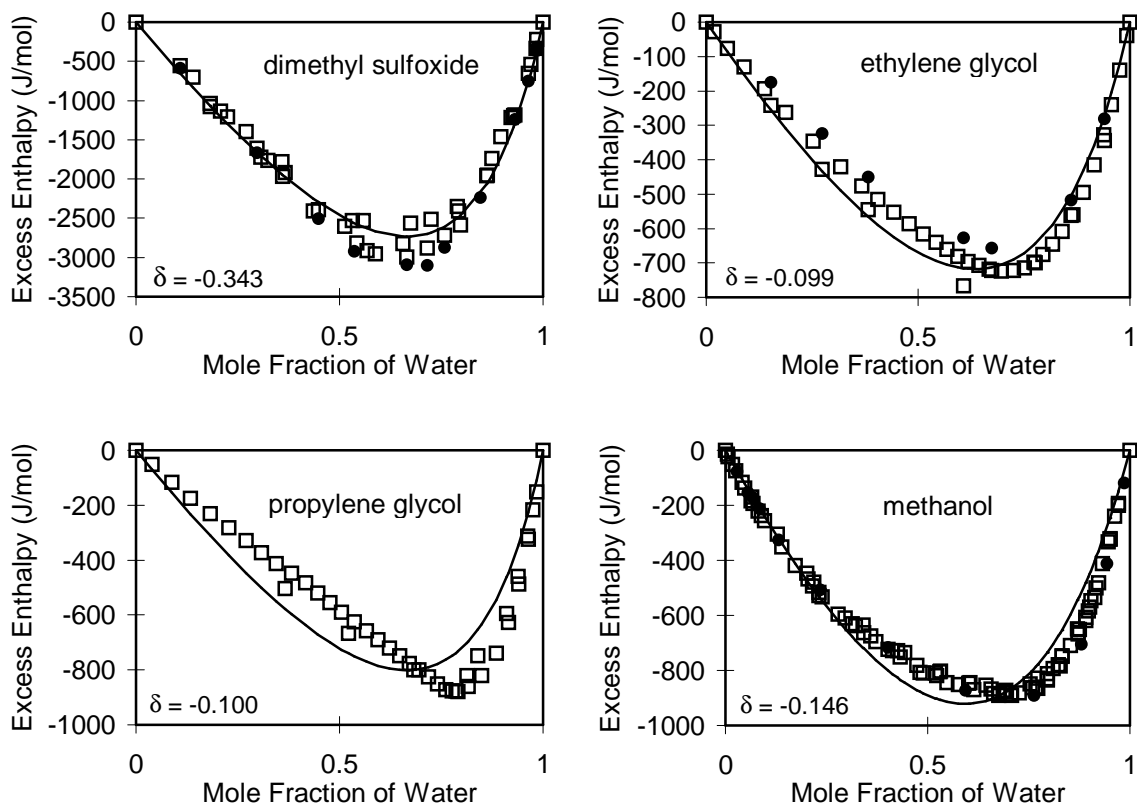 Excess Enthalpy (J/mol)
0
-500
-1000
-1500
-2000
-2500
-3000
-3500
dimethyl sulfoxide
δ = -0.343
0 0.5 1
Mole Fraction of Water
Excess Enthalpy (J/mol)
0
-100
-200
-300
-400
-500
-600
-700
-800
ethylene glycol
δ = -0.099
0 0.5 1
Mole Fraction of Water
Excess Enthalpy (J/mol)
0
-200
-400
-600
-800
-1000
propylene glycol
δ = -0.100
0 0.5 1
Mole Fraction of Water
Excess Enthalpy (J/mol)
0
-200
-400
-600
-800
-1000
methanol
δ = -0.146
0 0.5 1
Mole Fraction of Water